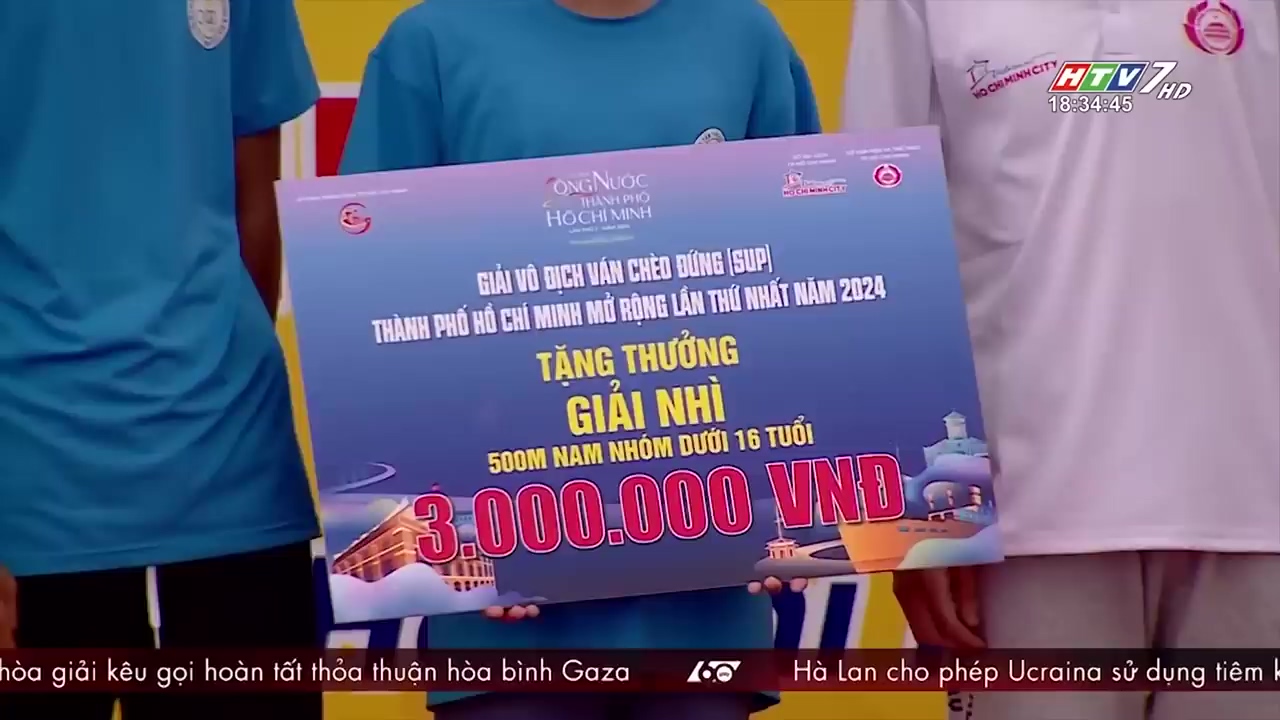 HTV7 HD
18:34:45
HO CHI MINH CITY
THÀNH PHỐ
HỒ CHÍ MINH
HO CHI MINH CITY
GIẢI VÔ ĐỊCH VÁN CHÈO ĐỨNG (SUP)
THÀNH PHỐ HỒ CHÍ MINH MỞ RỘNG LẦN THỨ NHẤT NĂM 2024
TẶNG THƯỞNG
GIẢI NHÌ
500M NAM NHÓM DƯỚI 16 TUỔI
3.000.000 VNĐ
hòa giải kêu gọi hoàn tất thỏa thuận hòa bình Gaza
60
Hà Lan cho phép Ucraina sử dụng tiêm